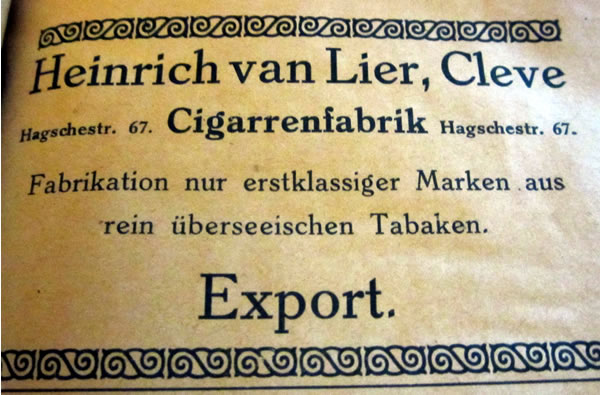 Heinrich van Lier, Cleve
Hagschestr. 67. Cigarrenfabrik Hagschestr. 67.
Fabrikation nur erstklassiger Marken aus
rein überseeischen Tabaken.
Export.